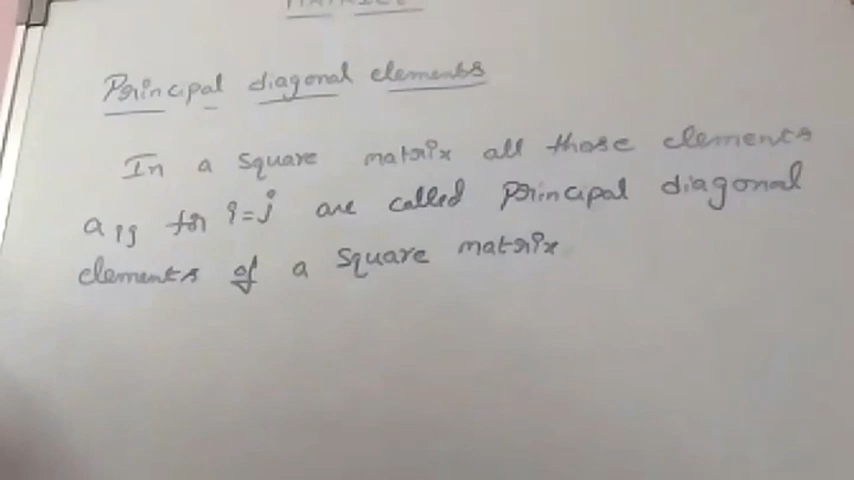 MATRICES
Principal diagonal elements
In a square matrix all those elements
aij for i=j are called principal diagonal
elements of a square matrix